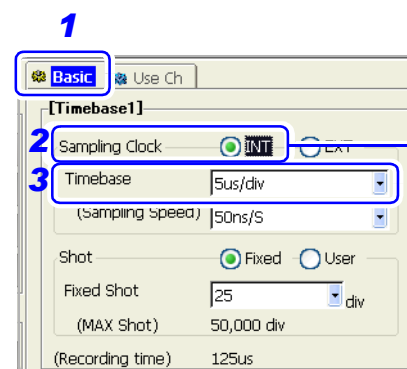 1
Basic Use Ch
[Timebase1]
2 Sampling Clock INT EXT
3 Timebase 5us/div
(Sampling Speed) 50ns/S
Shot Fixed User
Fixed Shot 25 div
(MAX Shot) 50,000 div
(Recording time) 125us